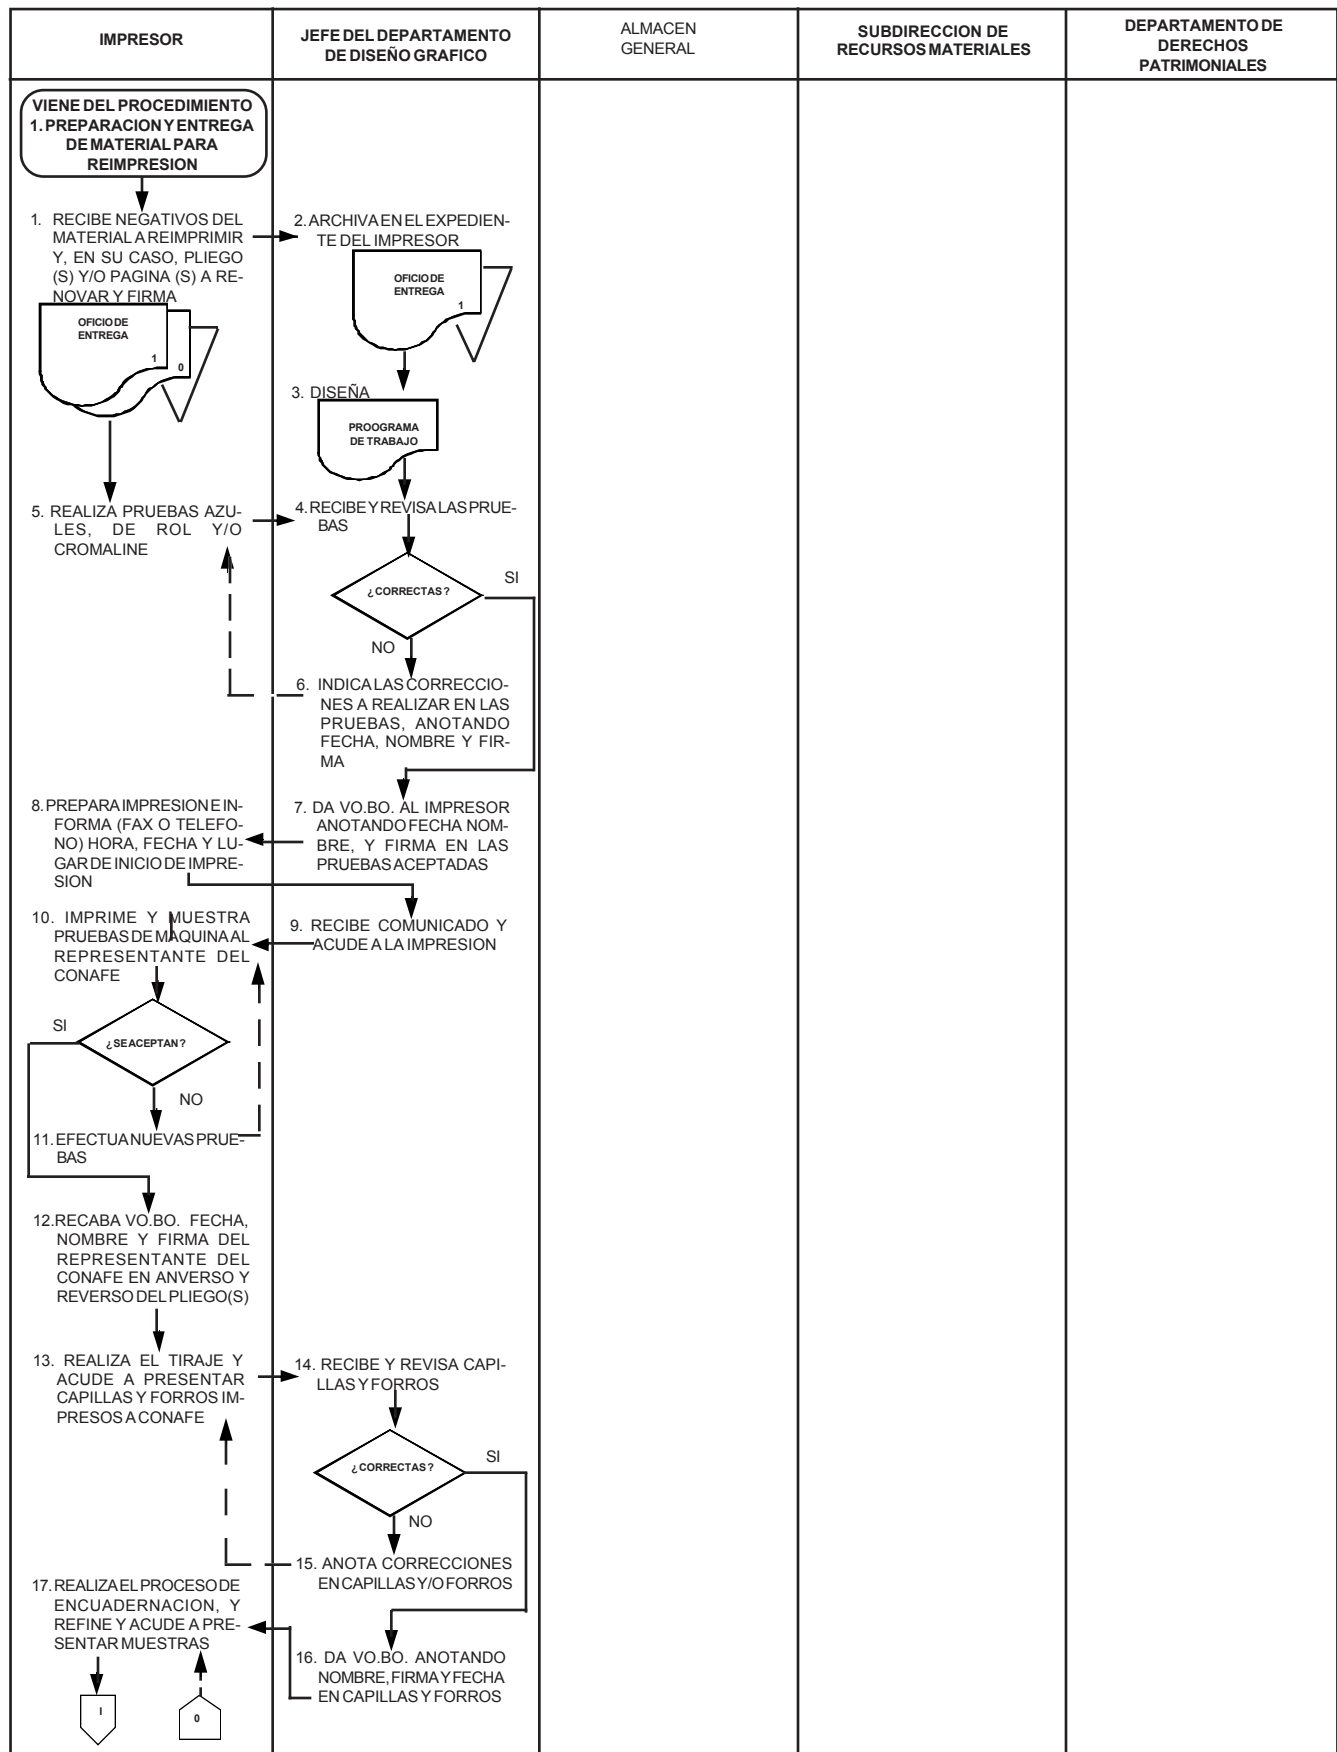 IMPRESOR
JEFE DEL DEPARTAMENTO
DE DISEÑO GRAFICO
ALMACEN
GENERAL
SUBDIRECCION DE
RECURSOS MATERIALES
DEPARTAMENTO DE
DERECHOS
PATRIMONIALES
VIENE DEL PROCEDIMIENTO
1. PREPARACION Y ENTREGA
DE MATERIAL PARA
REIMPRESION
1. RECIBE NEGATIVOS DEL
MATERIAL A REIMPRIMIR
Y, EN SU CASO, PLIEGO
(S) Y/O PAGINA (S) A RE-
NOVAR Y FIRMA
OFICIO DE
ENTREGA
1
0
2. ARCHIVA EN EL EXPEDIEN-
TE DEL IMPRESOR
OFICIO DE
ENTREGA
1
3. DISEÑA
PROOGRAMA
DE TRABAJO
5. REALIZA PRUEBAS AZU-
LES, DE ROL Y/O
CROMALINE
4. RECIBE Y REVISA LAS PRUE-
BAS
¿CORRECTAS?
SI
NO
6. INDICA LAS CORRECCIO-
NES A REALIZAR EN LAS
PRUEBAS, ANOTANDO
FECHA, NOMBRE Y FIR-
MA
8. PREPARA IMPRESION E IN-
FORMA (FAX O TELEFO-
NO) HORA, FECHA Y LU-
GAR DE INICIO DE IMPRE-
SION
7. DA VO.BO. AL IMPRESOR
ANOTANDO FECHA NOM-
BRE, Y FIRMA EN LAS
PRUEBAS ACEPTADAS
10. IMPRIME Y MUESTRA
PRUEBAS DE MAQUINA AL
REPRESENTANTE DEL
CONAFE
9. RECIBE COMUNICADO Y
ACUDE A LA IMPRESION
SI
¿SE ACEPTAN?
NO
11. EFECTUA NUEVAS PRUE-
BAS
12. RECABA VO.BO. FECHA,
NOMBRE Y FIRMA DEL
REPRESENTANTE DEL
CONAFE EN ANVERSO Y
REVERSO DEL PLIEGO(S)
13. REALIZA EL TIRAJE Y
ACUDE A PRESENTAR
CAPILLAS Y FORROS IM-
PRESOS A CONAFE
14. RECIBE Y REVISA CAPI-
LLAS Y FORROS
¿CORRECTAS?
SI
NO
15. ANOTA CORRECCIONES
EN CAPILLAS Y/O FORROS
17. REALIZA EL PROCESO DE
ENCUADERNACION, Y
REFINE Y ACUDE A PRE-
SENTAR MUESTRAS
16. DA VO.BO. ANOTANDO
NOMBRE, FIRMA Y FECHA
EN CAPILLAS Y FORROS
I
0